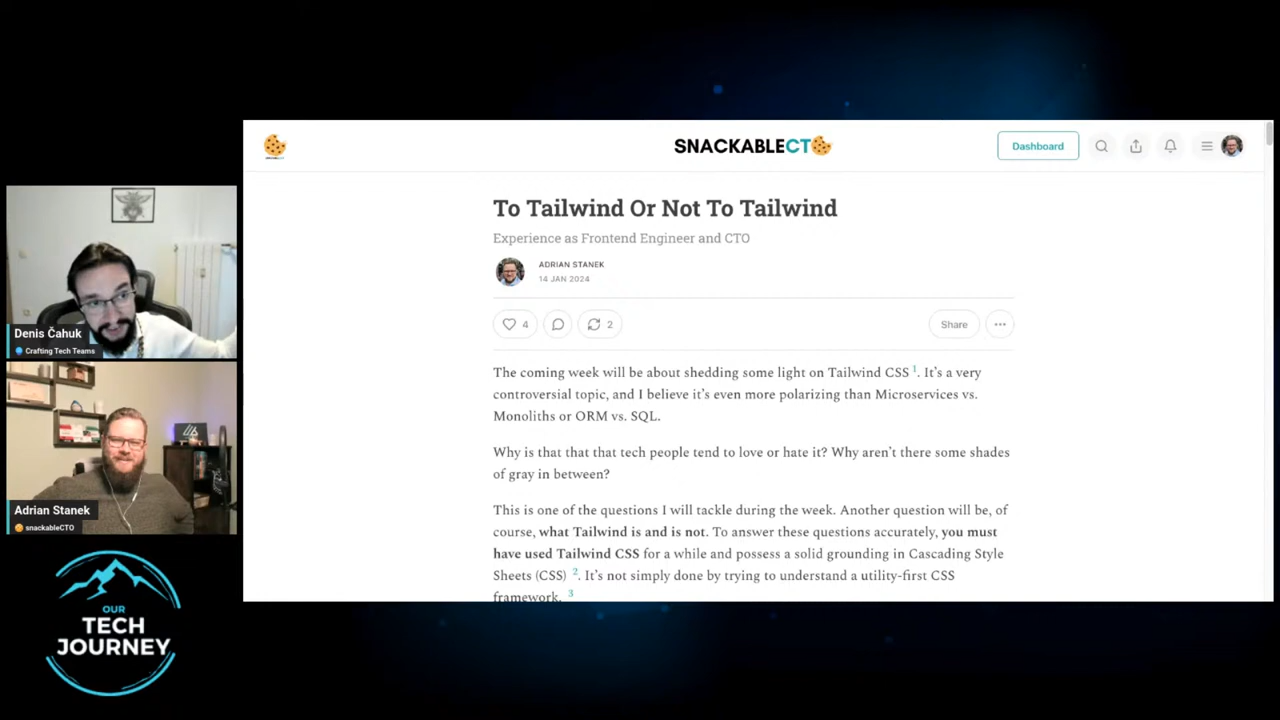 SNACKABLECT
Dashboard
To Tailwind Or Not To Tailwind
Experience as Frontend Engineer and CTO
ADRIAN STANEK
14 JAN 2024
4
2
Share
The coming week will be about shedding some light on Tailwind CSS 1. It's a very
controversial topic, and I believe it's even more polarizing than Microservices vs.
Monoliths or ORM vs. SQL.
Why is that that that tech people tend to love or hate it? Why aren't there some shades
of gray in between?
This is one of the questions I will tackle during the week. Another question will be, of
course, what Tailwind is and is not. To answer these questions accurately, you must
have used Tailwind CSS for a while and possess a solid grounding in Cascading Style
Sheets (CSS) 2. It's not simply done by trying to understand a utility-first CSS
framework. 3
Denis Čahuk
Crafting Tech Teams
Adrian Stanek
snackableCTO
OUR
TECH
JOURNEY